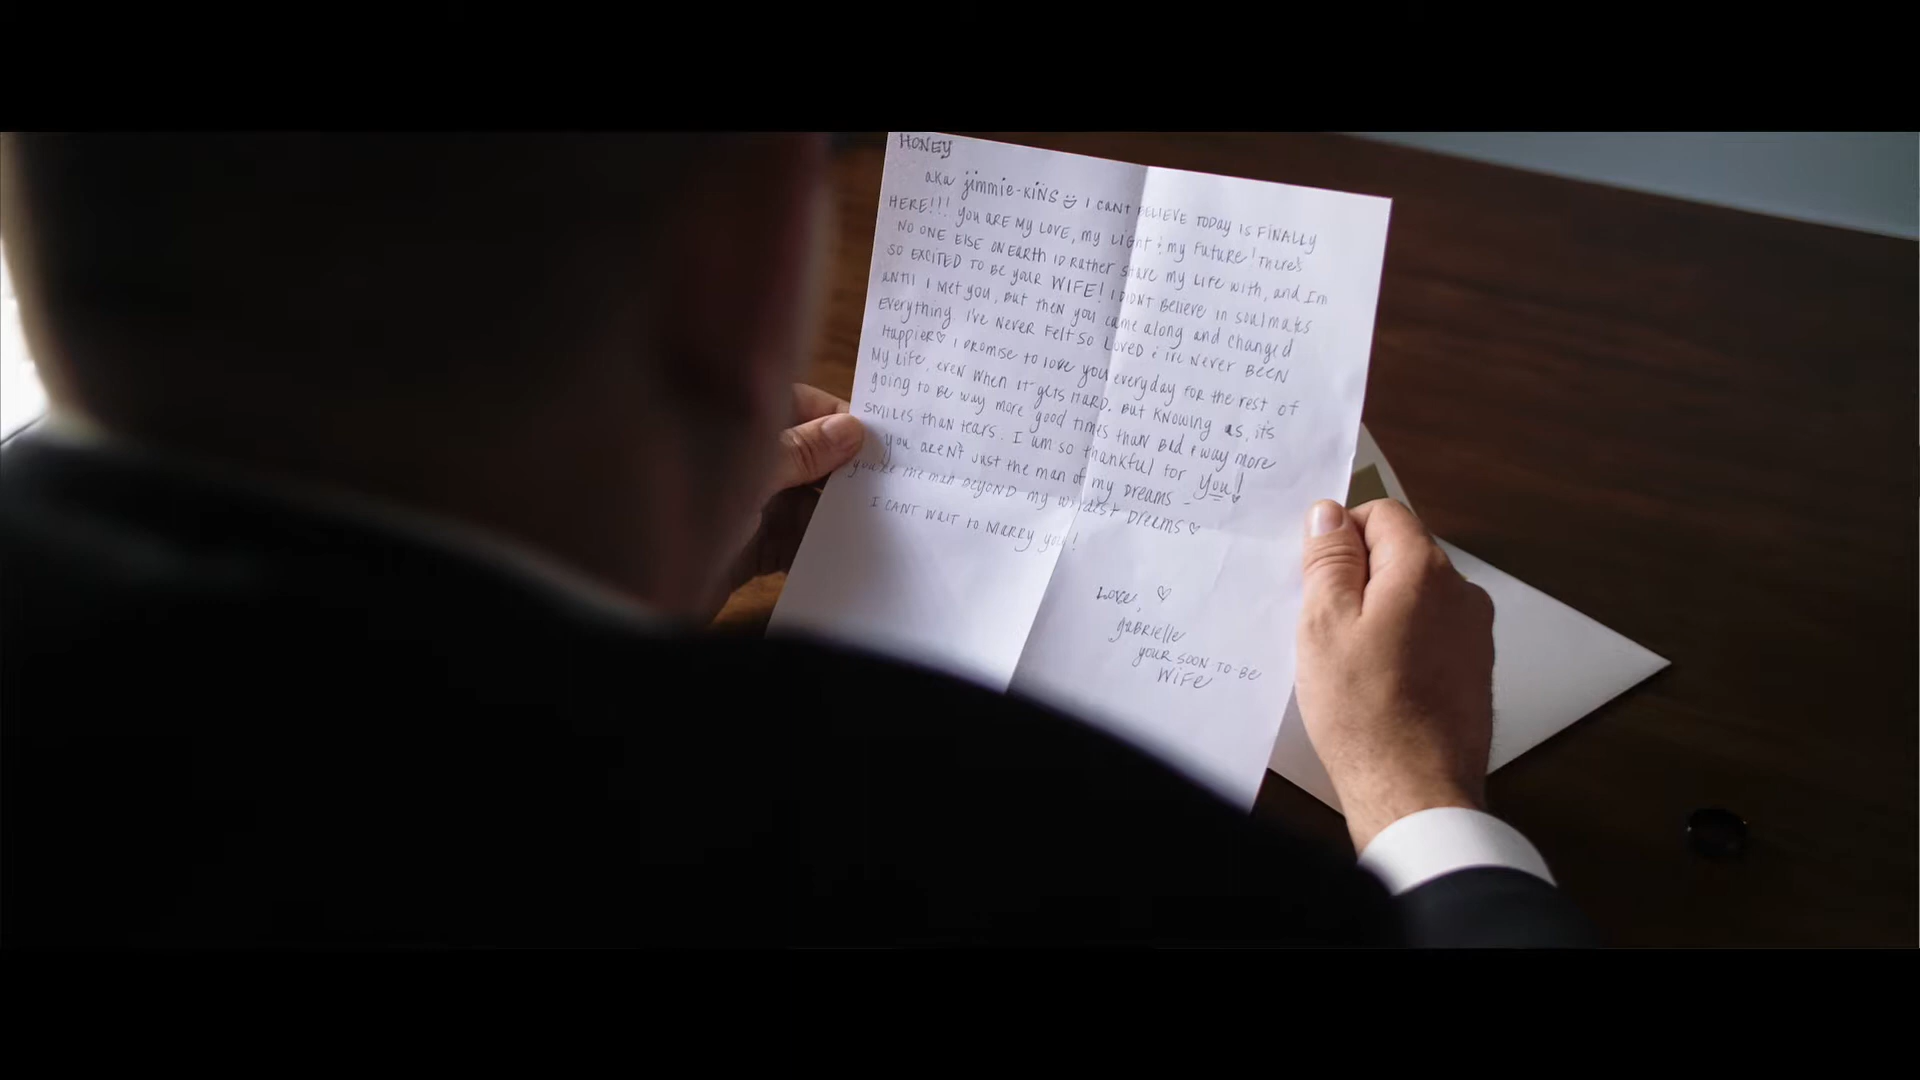 HONEY
aka jimmie-KINS I CANT BELIEVE TODAY IS FINALLY
HERE!!! YOU ARE MY LOVE, MY LIGHT & MY FUTURE! THERE'S
NO ONE ELSE ON EARTH ID RATHER SHARE MY LIFE WITH, and Im
SO EXCITED TO BE YOUR WIFE! I DIDNT BELIEVE IN SOULMATES
UNTIL I MET YOU, BUT THEN YOU CAME ALONG AND CHANGED
EVERYTHING. I'VE NEVER FELT SO LOVED & I'VE NEVER BEEN
HAPPIER♡ I PROMISE TO LOVE YOU EVERYDAY FOR THE REST OF
MY LIFE, EVEN WHEN IT GETS HARD. BUT KNOWING US, IT'S
GOING TO BE WAY MORE GOOD TIMES THAN BAD & WAY MORE
SMILES THAN TEARS. I AM SO THANKFUL FOR YOU!
YOU AREN'T JUST THE MAN OF MY DREAMS -
YOU'RE THE MAN BEYOND MY WILDEST DREAMS ♡
I CANT WAIT TO MARRY YOU!
LOVE, ♡
GABRIELLE
YOUR SOON-TO-BE
WIFE